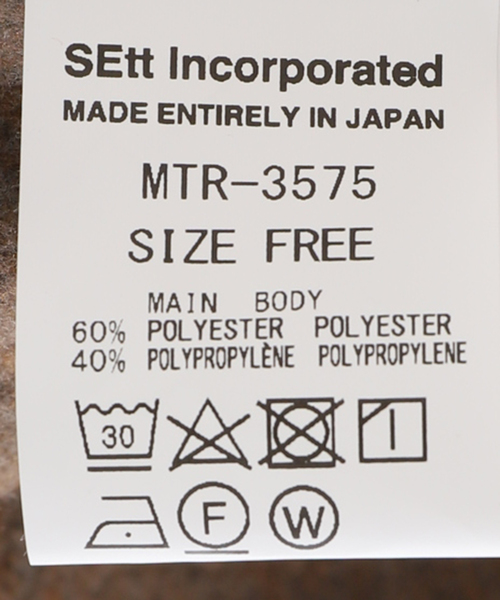 SEtt Incorporated
MADE ENTIRELY IN JAPAN
MTR-3575
SIZE FREE
MAIN BODY
60% POLYESTER POLYESTER
40% POLYPROPYLÈNE POLYPROPYLENE
30
F W